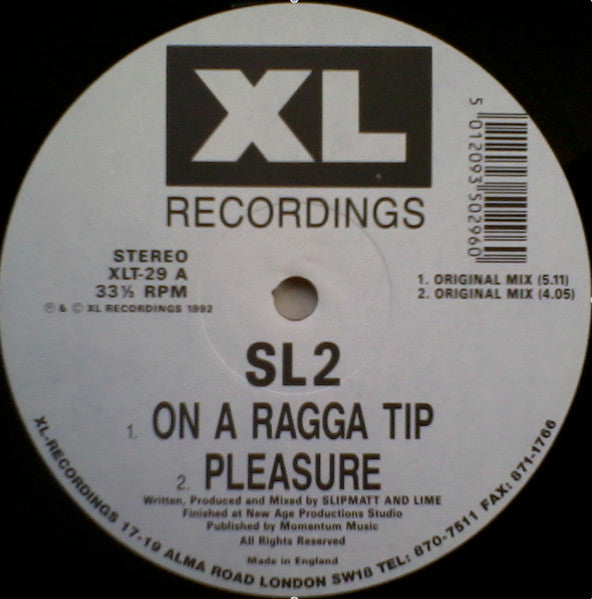 XL
RECORDINGS
5 012093 502960
STEREO
XLT-29 A
33⅓ RPM
℗ & © XL RECORDINGS 1992
1. ORIGINAL MIX (5.11)
2. ORIGINAL MIX (4.05)
SL2
1. ON A RAGGA TIP
2. PLEASURE
Written, Produced and Mixed by SLIPMATT AND LIME
Finished at New Age Productions Studio
Published by Momentum Music
All Rights Reserved
Made in England
XL-RECORDINGS 17-19 ALMA ROAD LONDON SW18 TEL: 870-7511 FAX: 871-1766